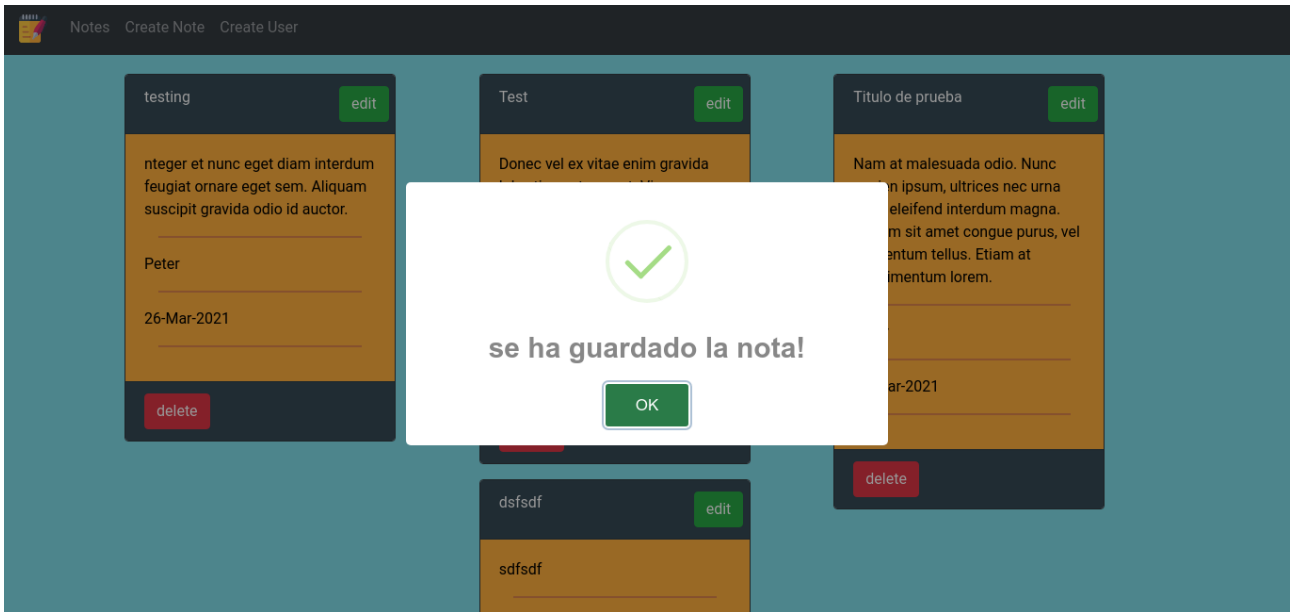 Notes Create Note Create User
testing
edit
nteger et nunc eget diam interdum
feugiat ornare eget sem. Aliquam
suscipit gravida odio id auctor.
Peter
26-Mar-2021
delete
Test
edit
Donec vel ex vitae enim gravida
se ha guardado la nota!
OK
dsfsdf
edit
sdfsdf
Titulo de prueba
edit
Nam at malesuada odio. Nunc
ipsum, ultrices nec urna
eleifend interdum magna.
sit amet congue purus, vel
tellus. Etiam at
lorem.
delete